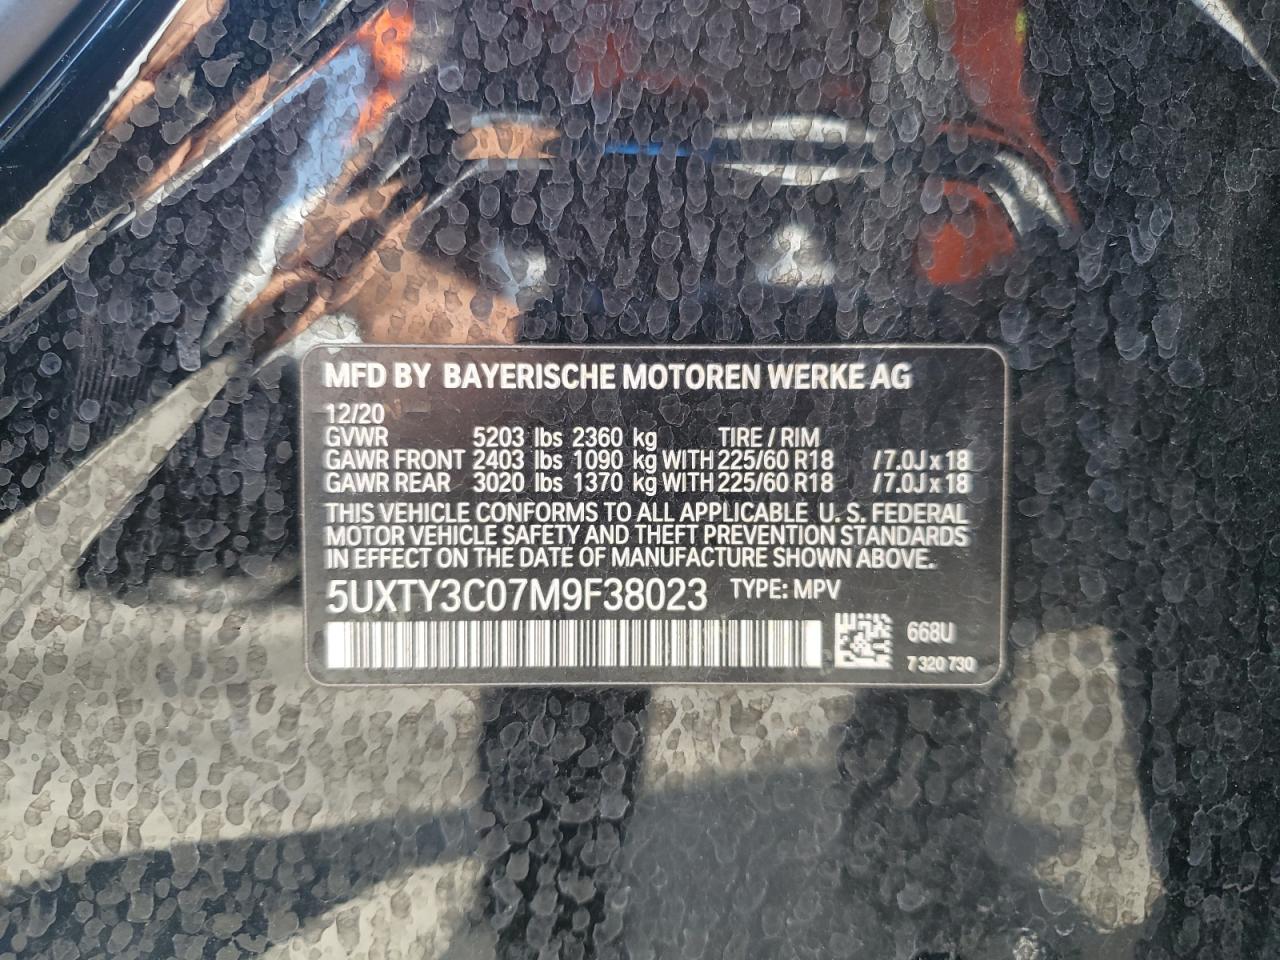 MFD BY BAYERISCHE MOTOREN WERKE AG
12/20
GVWR 5203 lbs 2360 kg TIRE / RIM
GAWR FRONT 2403 lbs 1090 kg WITH 225/60 R18 /7.0J x 18
GAWR REAR 3020 lbs 1370 kg WITH 225/60 R18 /7.0J x 18
THIS VEHICLE CONFORMS TO ALL APPLICABLE U. S. FEDERAL
MOTOR VEHICLE SAFETY AND THEFT PREVENTION STANDARDS
IN EFFECT ON THE DATE OF MANUFACTURE SHOWN ABOVE.
5UXTY3C07M9F38023 TYPE: MPV
668U
7 320 730